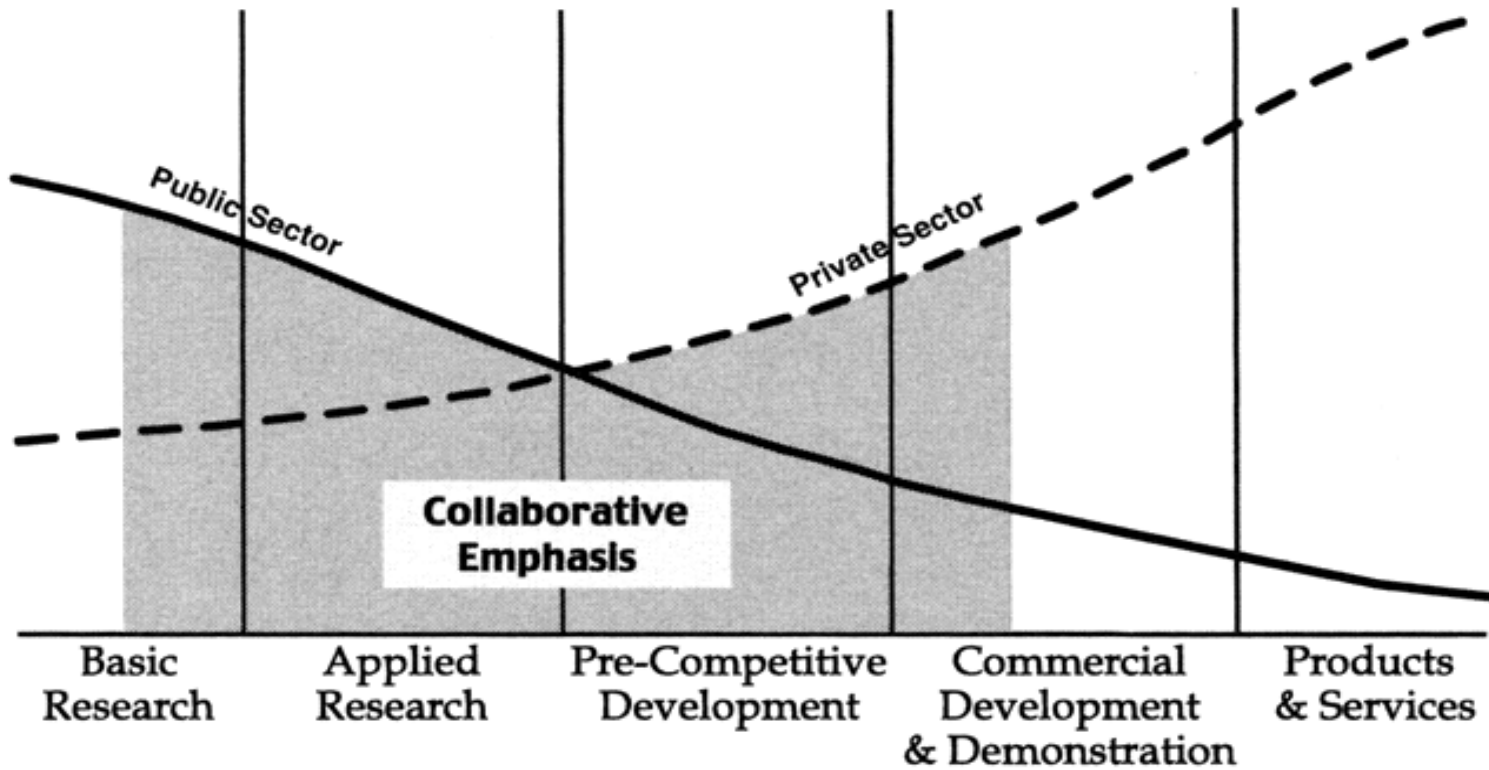 Public Sector
Private Sector
Collaborative
Emphasis
Basic
Research
Applied
Research
Pre-Competitive
Development
Commercial
Development
& Demonstration
Products
& Services